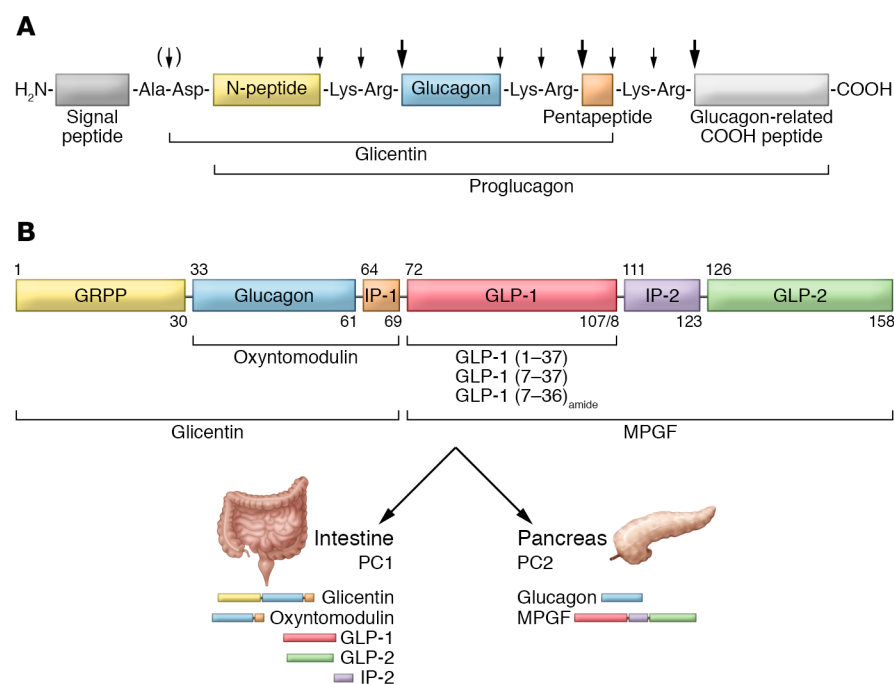 A
(↓)
H2N-
-Ala-Asp-
N-peptide
-Lys-Arg-
Glucagon
-Lys-Arg-
-Lys-Arg-
-COOH
Signal
peptide
Pentapeptide
Glucagon-related
COOH peptide
Glicentin
Proglucagon
B
1
33
64
72
111
126
GRPP
Glucagon
IP-1
GLP-1
IP-2
GLP-2
30
61
69
107/8
123
158
Oxyntomodulin
GLP-1 (1–37)
GLP-1 (7–37)
GLP-1 (7–36)amide
Glicentin
MPGF
Intestine
PC1
Pancreas
PC2
Glicentin
Oxyntomodulin
GLP-1
GLP-2
IP-2
Glucagon
MPGF